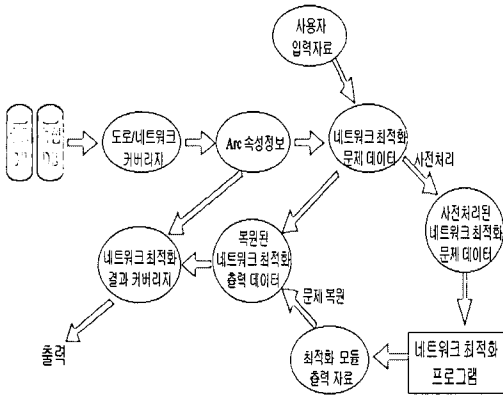 사용자
입력자료
도로/네트워크
커버리지
Arc 속성정보
네트워크 최적화
문제 데이터
사전처리
사전처리된
네트워크 최적화
문제 데이터
복원된
네트워크 최적화
출력 데이터
네트워크 최적화
결과 커버리지
문제 복원
출력
최적화 모듈
출력 자료
네트워크 최적화
프로그램